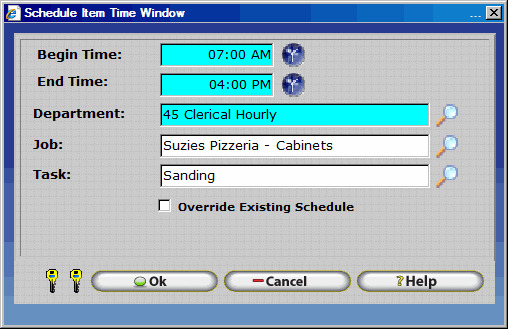 Schedule Item Time Window
Begin Time: 07:00 AM
End Time: 04:00 PM
Department: 45 Clerical Hourly
Job: Suzies Pizzeria - Cabinets
Task: Sanding
Override Existing Schedule
Ok Cancel ? Help